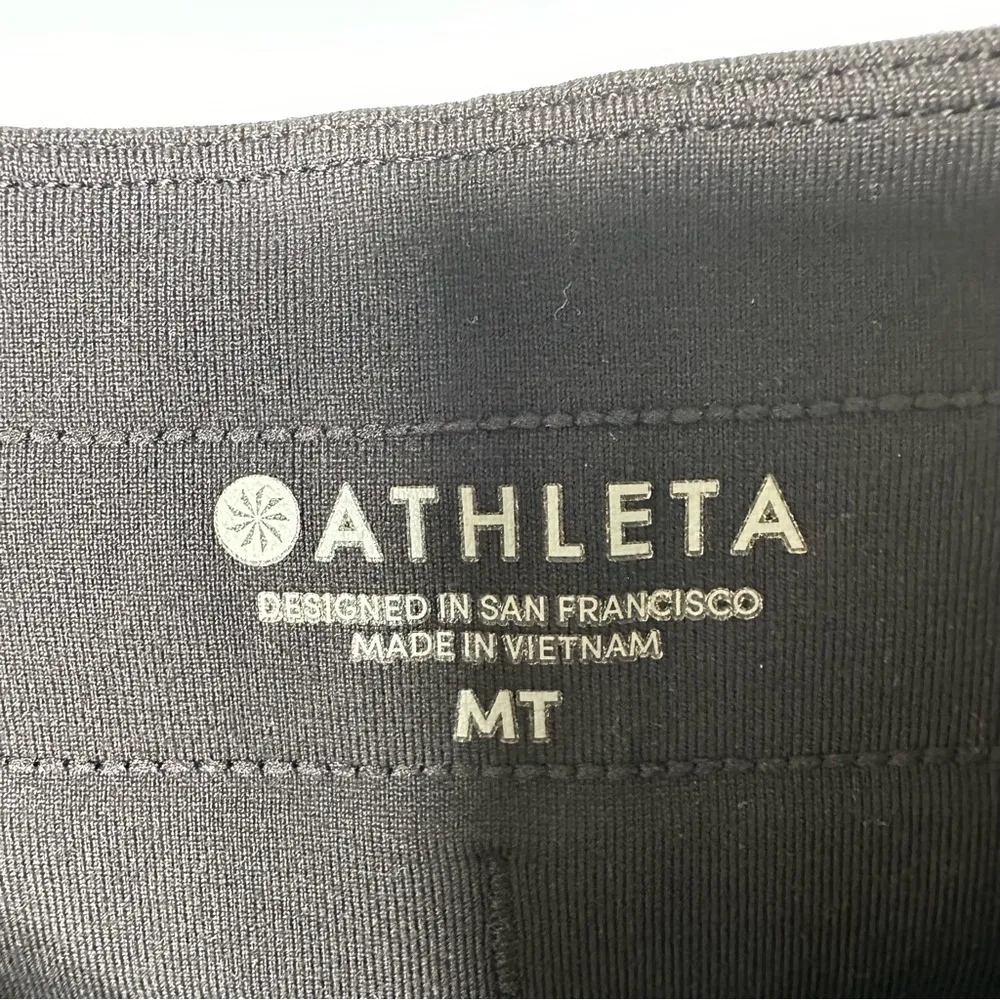 ATHLETA
DESIGNED IN SAN FRANCISCO
MADE IN VIETNAM
MT